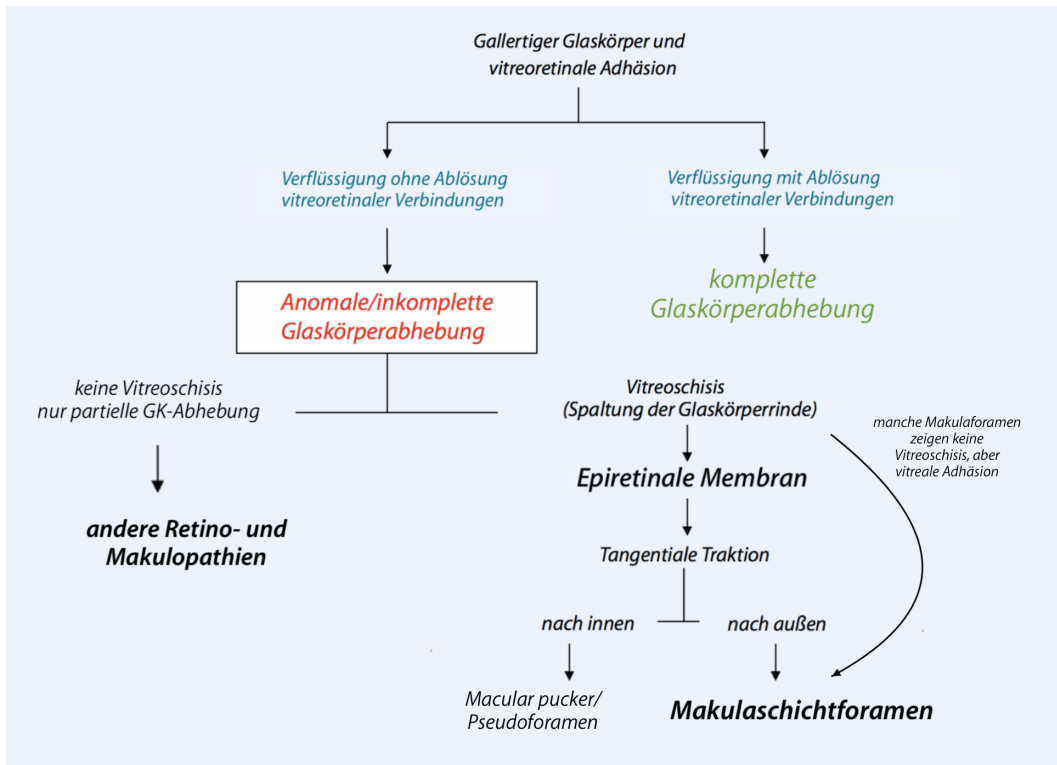 Gallertiger Glaskörper und
vitreoretinale Adhäsion
Verflüssigung ohne Ablösung
vitreoretinaler Verbindungen
Verflüssigung mit Ablösung
vitreoretinaler Verbindungen
Anomale/inkomplette
Glaskörperabhebung
komplette
Glaskörperabhebung
keine Vitreoschisis
nur partielle GK-Abhebung
Vitreoschisis
(Spaltung der Glaskörperrinde)
manche Makulaforamen
zeigen keine
Vitreoschisis, aber
vitreale Adhäsion
Epiretinale Membran
andere Retino- und
Makulopathien
Tangentiale Traktion
nach innen
nach außen
Macular pucker/
Pseudoforamen
Makulaschichtforamen